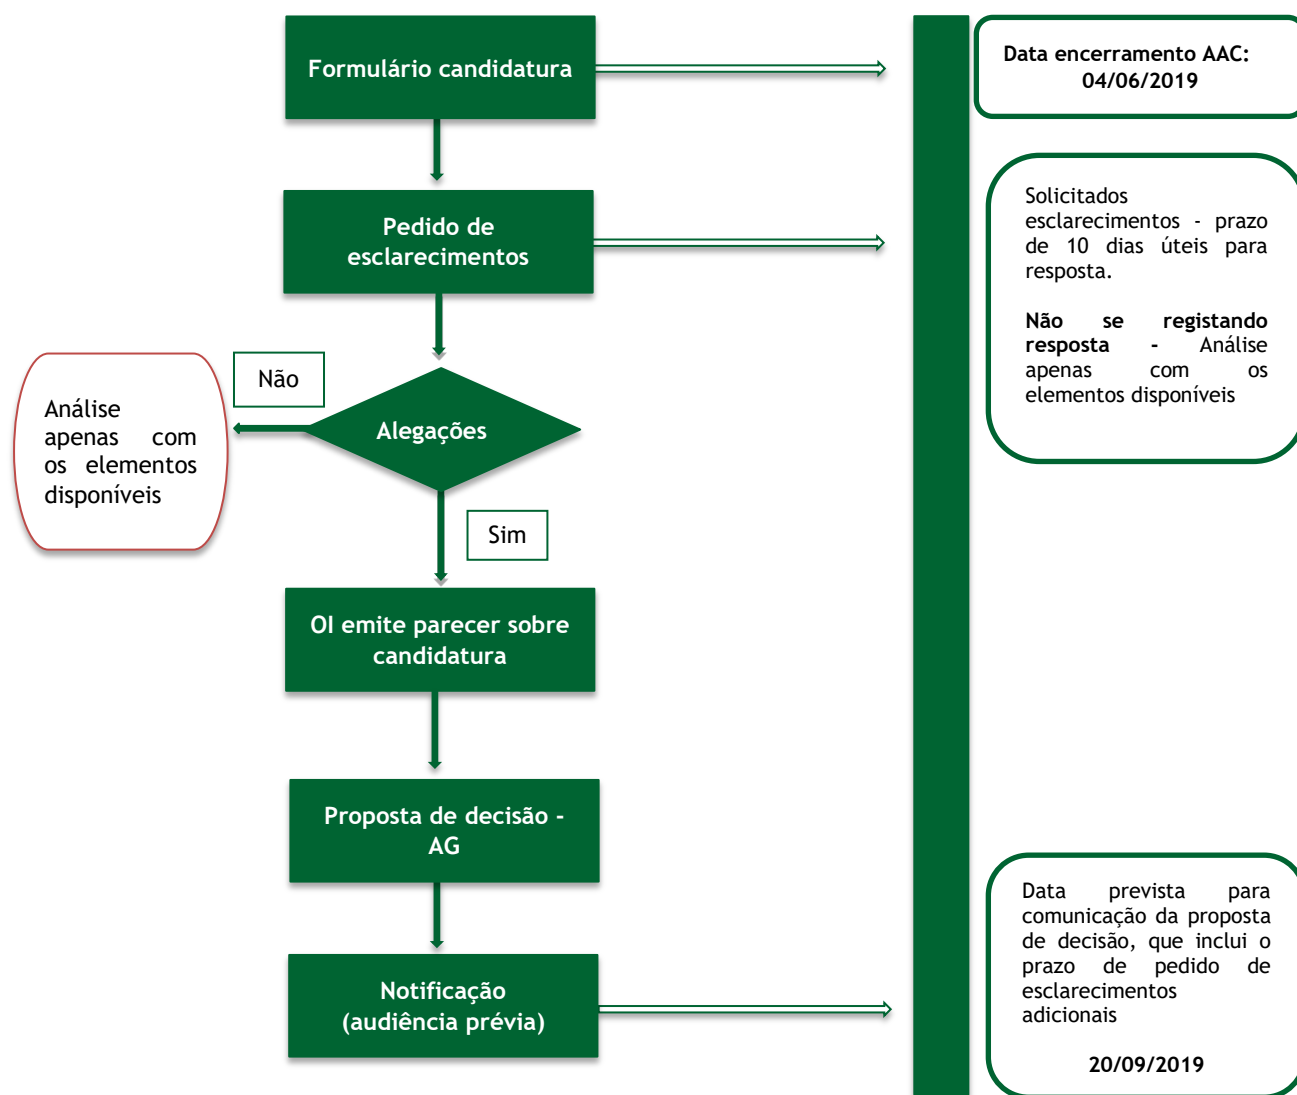 Formulário candidatura
Data encerramento AAC:
04/06/2019
Pedido de
esclarecimentos
Solicitados
esclarecimentos - prazo
de 10 dias úteis para
resposta.
Não se registando
resposta - Análise
apenas com os
elementos disponíveis
Não
Análise
apenas com
os elementos
disponíveis
Alegações
Sim
OI emite parecer sobre
candidatura
Proposta de decisão -
AG
Notificação
(audiência prévia)
Data prevista para
comunicação da proposta
de decisão, que inclui o
prazo de pedido de
esclarecimentos
adicionais
20/09/2019